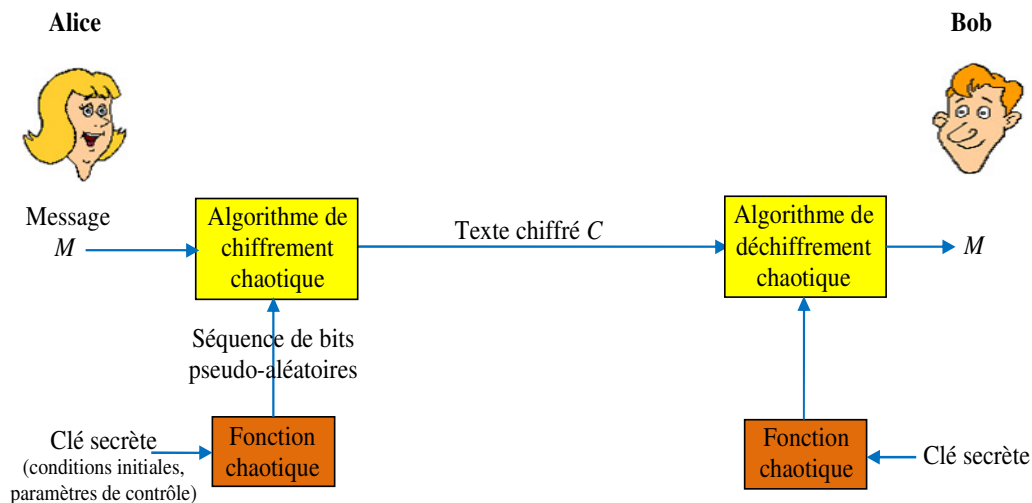 Alice
Bob
Message
M
Algorithme de
chiffrement
chaotique
Texte chiffré C
Algorithme de
déchiffrement
chaotique
M
Séquence de bits
pseudo-aléatoires
Clé secrète
(conditions initiales,
paramètres de contrôle)
Fonction
chaotique
Fonction
chaotique
Clé secrète